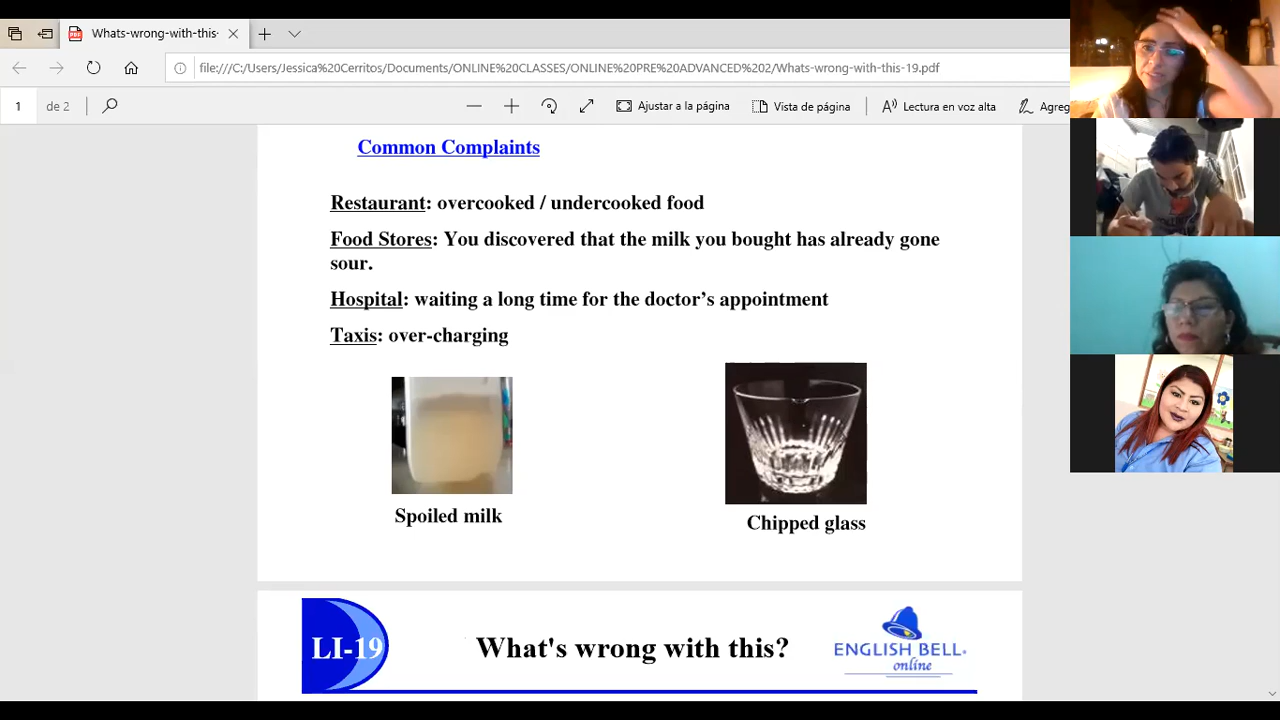 Whats-wrong-with-this-
file:///C:/Users/Jessica%20Cerritos/Documents/ONLINE%20CLASSES/ONLINE%20PRE%20ADVANCED%202/Whats-wrong-with-this-19.pdf
1 de 2 Ajustar a la página Vista de página Lectura en voz alta Agreg
Common Complaints
Restaurant: overcooked / undercooked food
Food Stores: You discovered that the milk you bought has already gone
sour.
Hospital: waiting a long time for the doctor’s appointment
Taxis: over-charging
Spoiled milk
Chipped glass
LI-19 What's wrong with this?
ENGLISH BELL
online